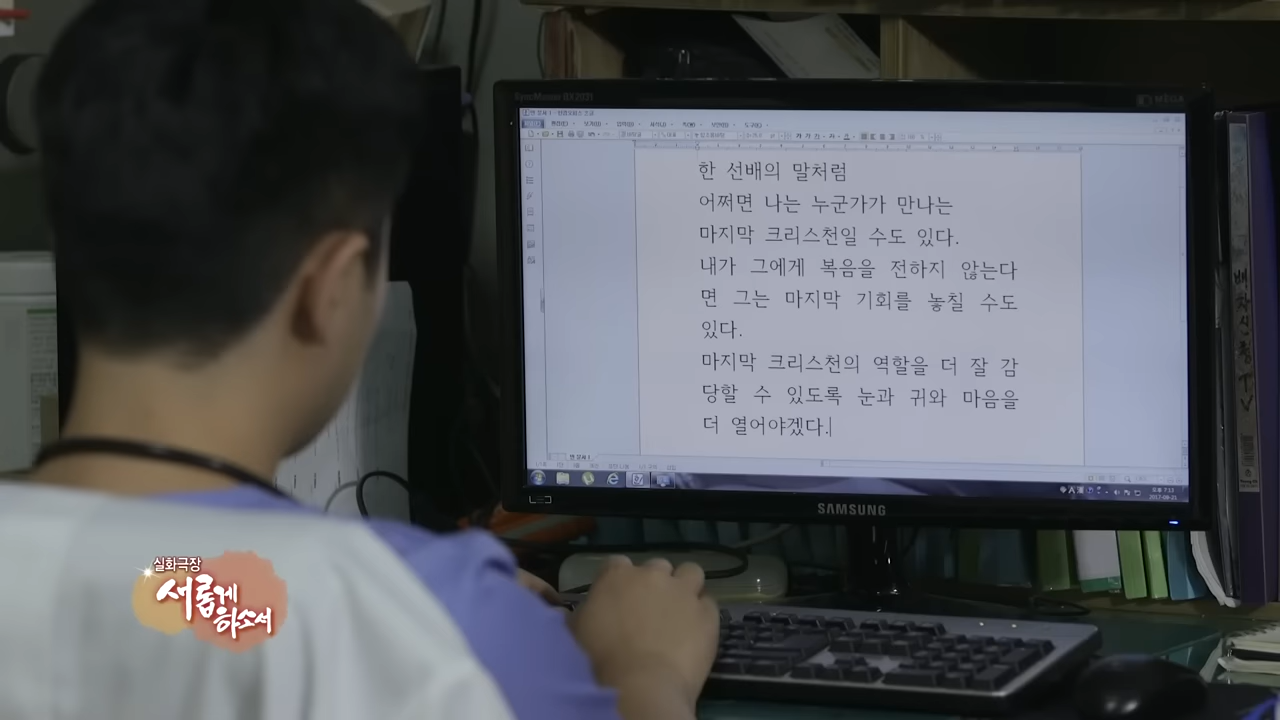 한 선배의 말처럼
어쩌면 나는 누군가가 만나는
마지막 크리스천일 수도 있다.
내가 그에게 복음을 전하지 않는다
면 그는 마지막 기회를 놓칠 수도
있다.
마지막 크리스천의 역할을 더 잘 감
당할 수 있도록 눈과 귀와 마음을
더 열어야겠다.
오후 7:13
SAMSUNG
실화극장
새롭게
하소서